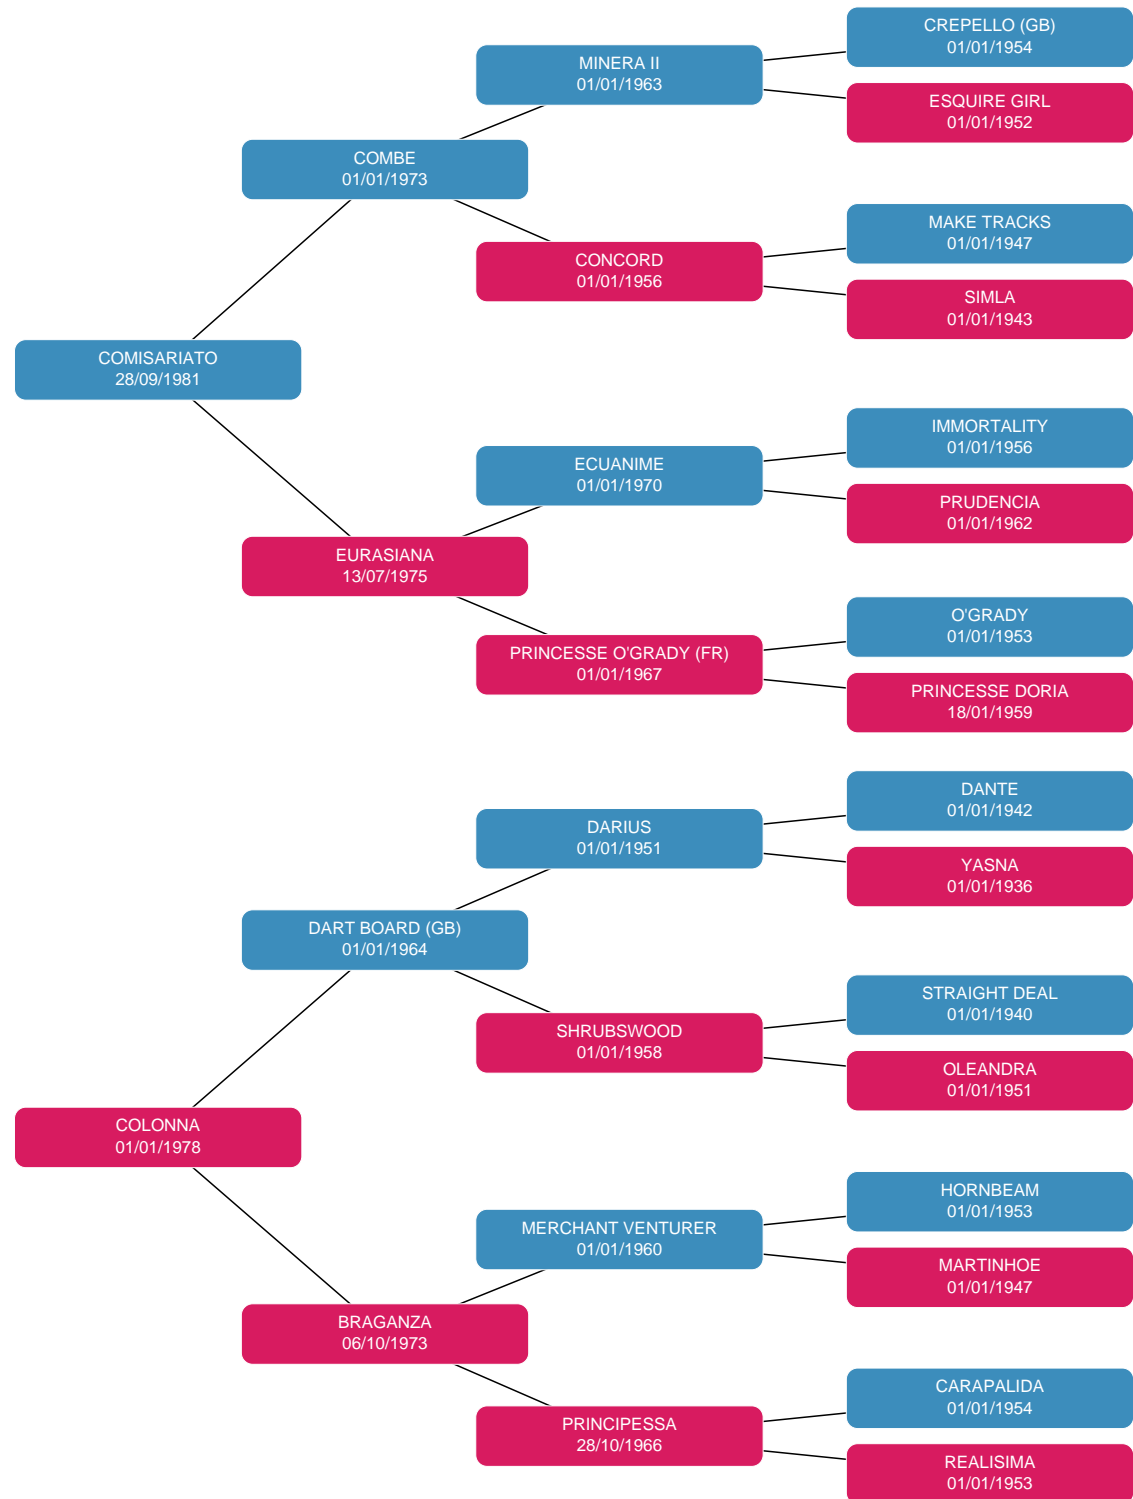 CREPELLO (GB)
01/01/1954
MINERA II
01/01/1963
ESQUIRE GIRL
01/01/1952
COMBE
01/01/1973
MAKE TRACKS
01/01/1947
CONCORD
01/01/1956
SIMLA
01/01/1943
COMISARIATO
28/09/1981
IMMORTALITY
01/01/1956
ECUANIME
01/01/1970
PRUDENCIA
01/01/1962
EURASIANA
13/07/1975
O'GRADY
01/01/1953
PRINCESSE O'GRADY (FR)
01/01/1967
PRINCESSE DORIA
18/01/1959
DANTE
01/01/1942
DARIUS
01/01/1951
YASNA
01/01/1936
DART BOARD (GB)
01/01/1964
STRAIGHT DEAL
01/01/1940
SHRUBSWOOD
01/01/1958
OLEANDRA
01/01/1951
COLONNA
01/01/1978
HORNBEAM
01/01/1953
MERCHANT VENTURER
01/01/1960
MARTINHOE
01/01/1947
BRAGANZA
06/10/1973
CARAPALIDA
01/01/1954
PRINCIPESSA
28/10/1966
REALISIMA
01/01/1953